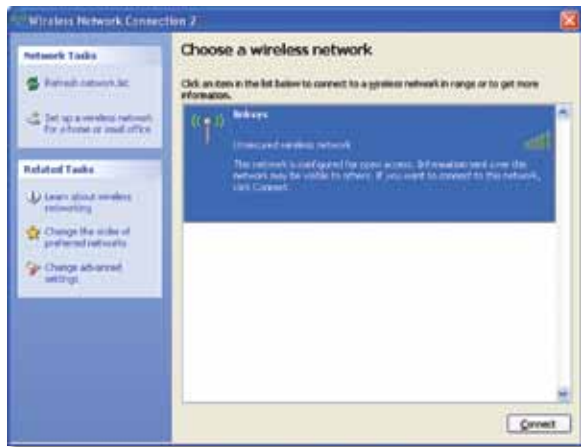 Wireless Network Connection 2
Network Tasks
Refresh network list
Set up a wireless network
for a home or small office
Related Tasks
Learn about wireless
networking
Change the order of
preferred networks
Change advanced
settings
Choose a wireless network
Click an item in the list below to connect to a wireless network in range or to get more
information.
linksys
Unsecured wireless network
This network is configured for open access. Information sent over this
network may be visible to others. If you want to connect to this network,
click Connect.
Connect